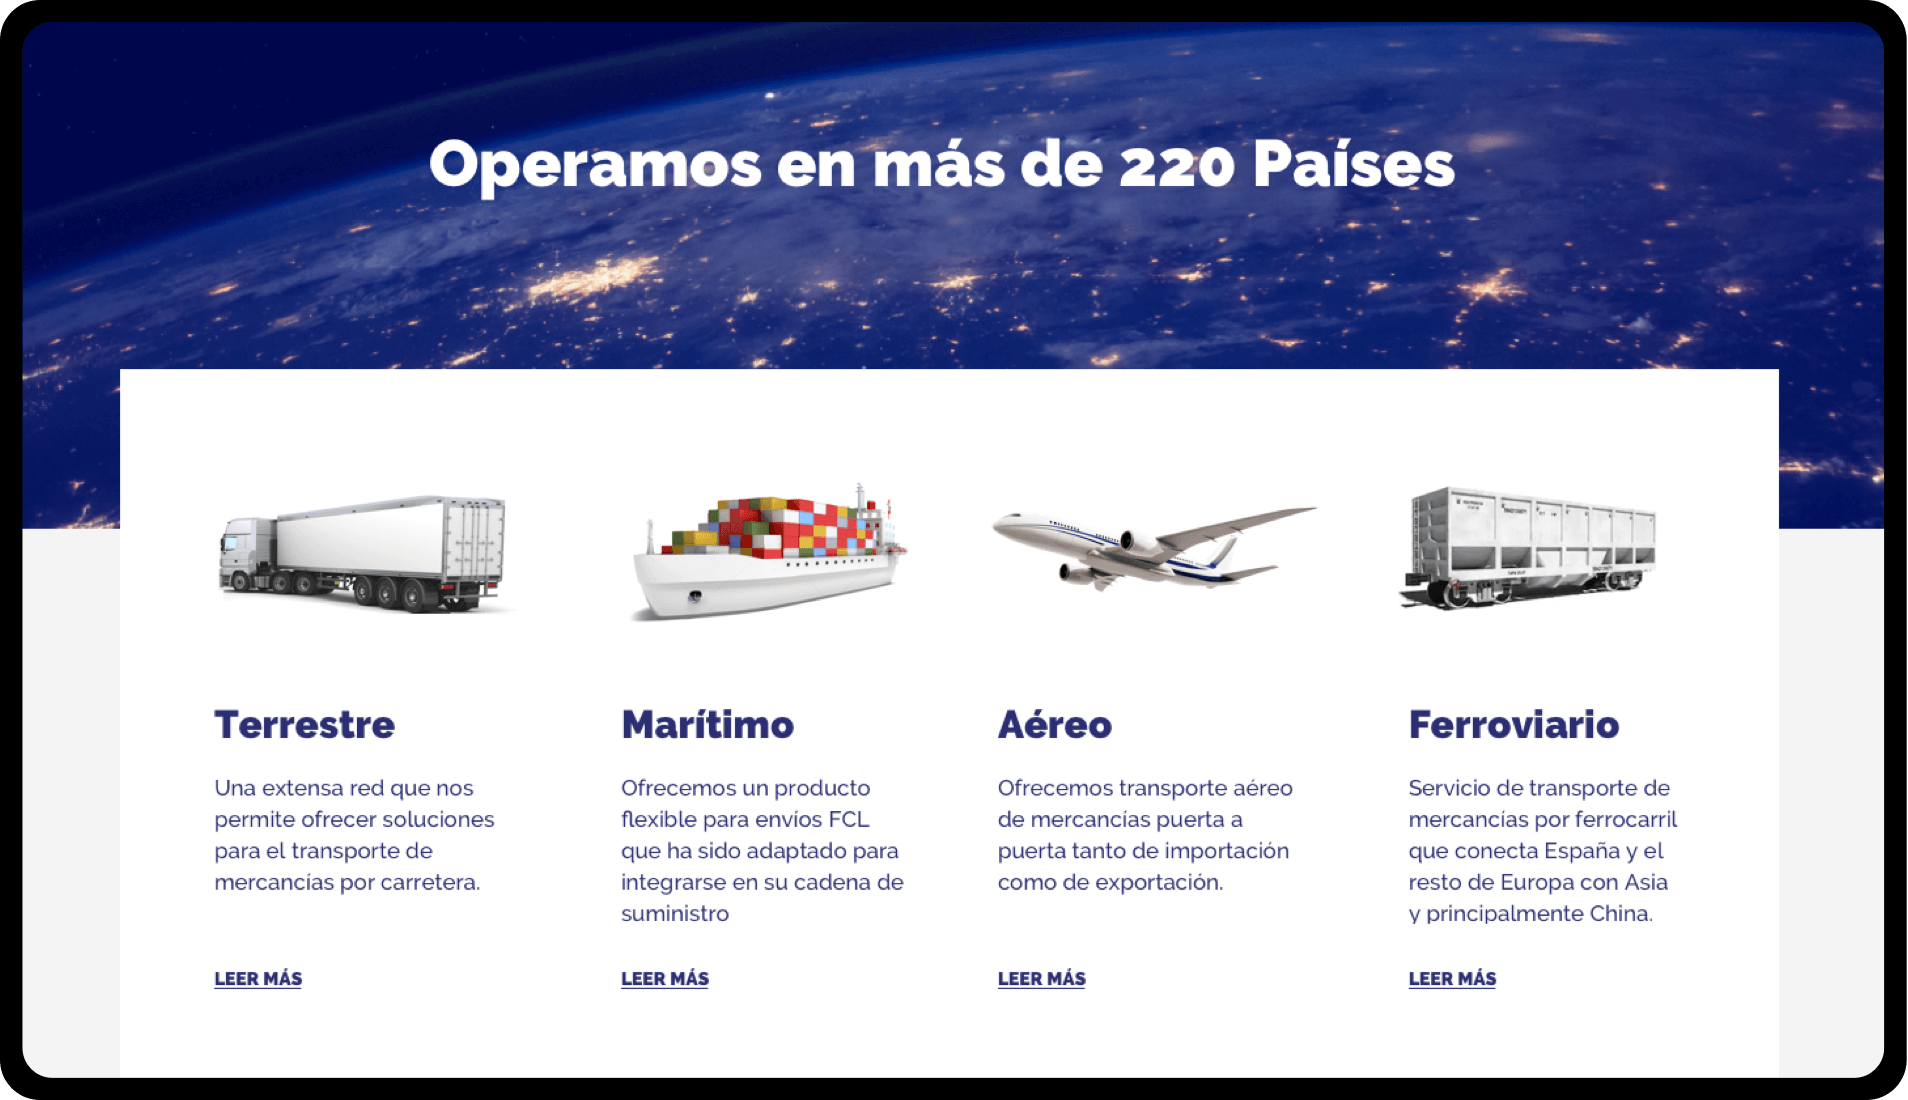 Operamos en más de 220 Países
Terrestre
Una extensa red que nos
permite ofrecer soluciones
para el transporte de
mercancías por carretera.
LEER MÁS
Marítimo
Ofrecemos un producto
flexible para envíos FCL
que ha sido adaptado para
integrarse en su cadena de
suministro
LEER MÁS
Aéreo
Ofrecemos transporte aéreo
de mercancías puerta a
puerta tanto de importación
como de exportación.
LEER MÁS
Ferroviario
Servicio de transporte de
mercancías por ferrocarril
que conecta España y el
resto de Europa con Asia
y principalmente China.
LEER MÁS